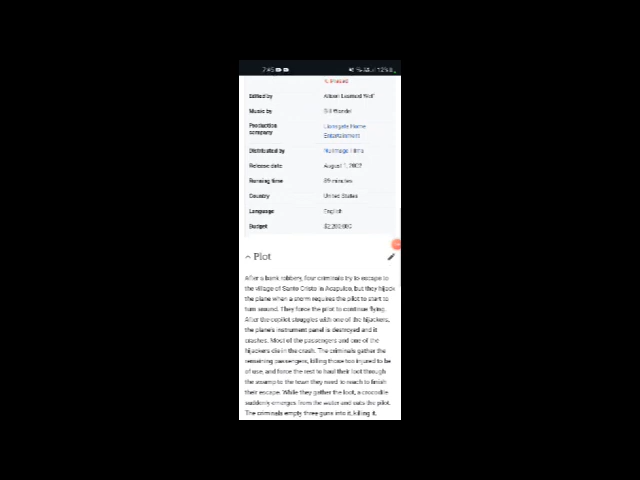 7:45
Edited by
Music by
Production company
Lionsgate Home Entertainment
Distributed by
Release date
August 1, 2002
Running time
89 minutes
Country
United States
Language
English
Budget
Plot
After a bank robbery, four criminals try to escape to
the village of Santo Cristo in Acapulco, but they hijack
the plane when a storm requires the pilot to start to
turn around. They force the pilot to continue flying.
After the copilot struggles with one of the hijackers,
the plane's instrument panel is destroyed and it
crashes. Most of the passengers and one of the
hijackers die in the crash. The criminals gather the
remaining passengers, killing those too injured to be
of use, and force the rest to haul their loot through
the swamp to the town they need to reach to finish
their escape. While they gather the loot, a crocodile
suddenly emerges from the water and eats the pilot.
The criminals empty three guns into it, killing it.